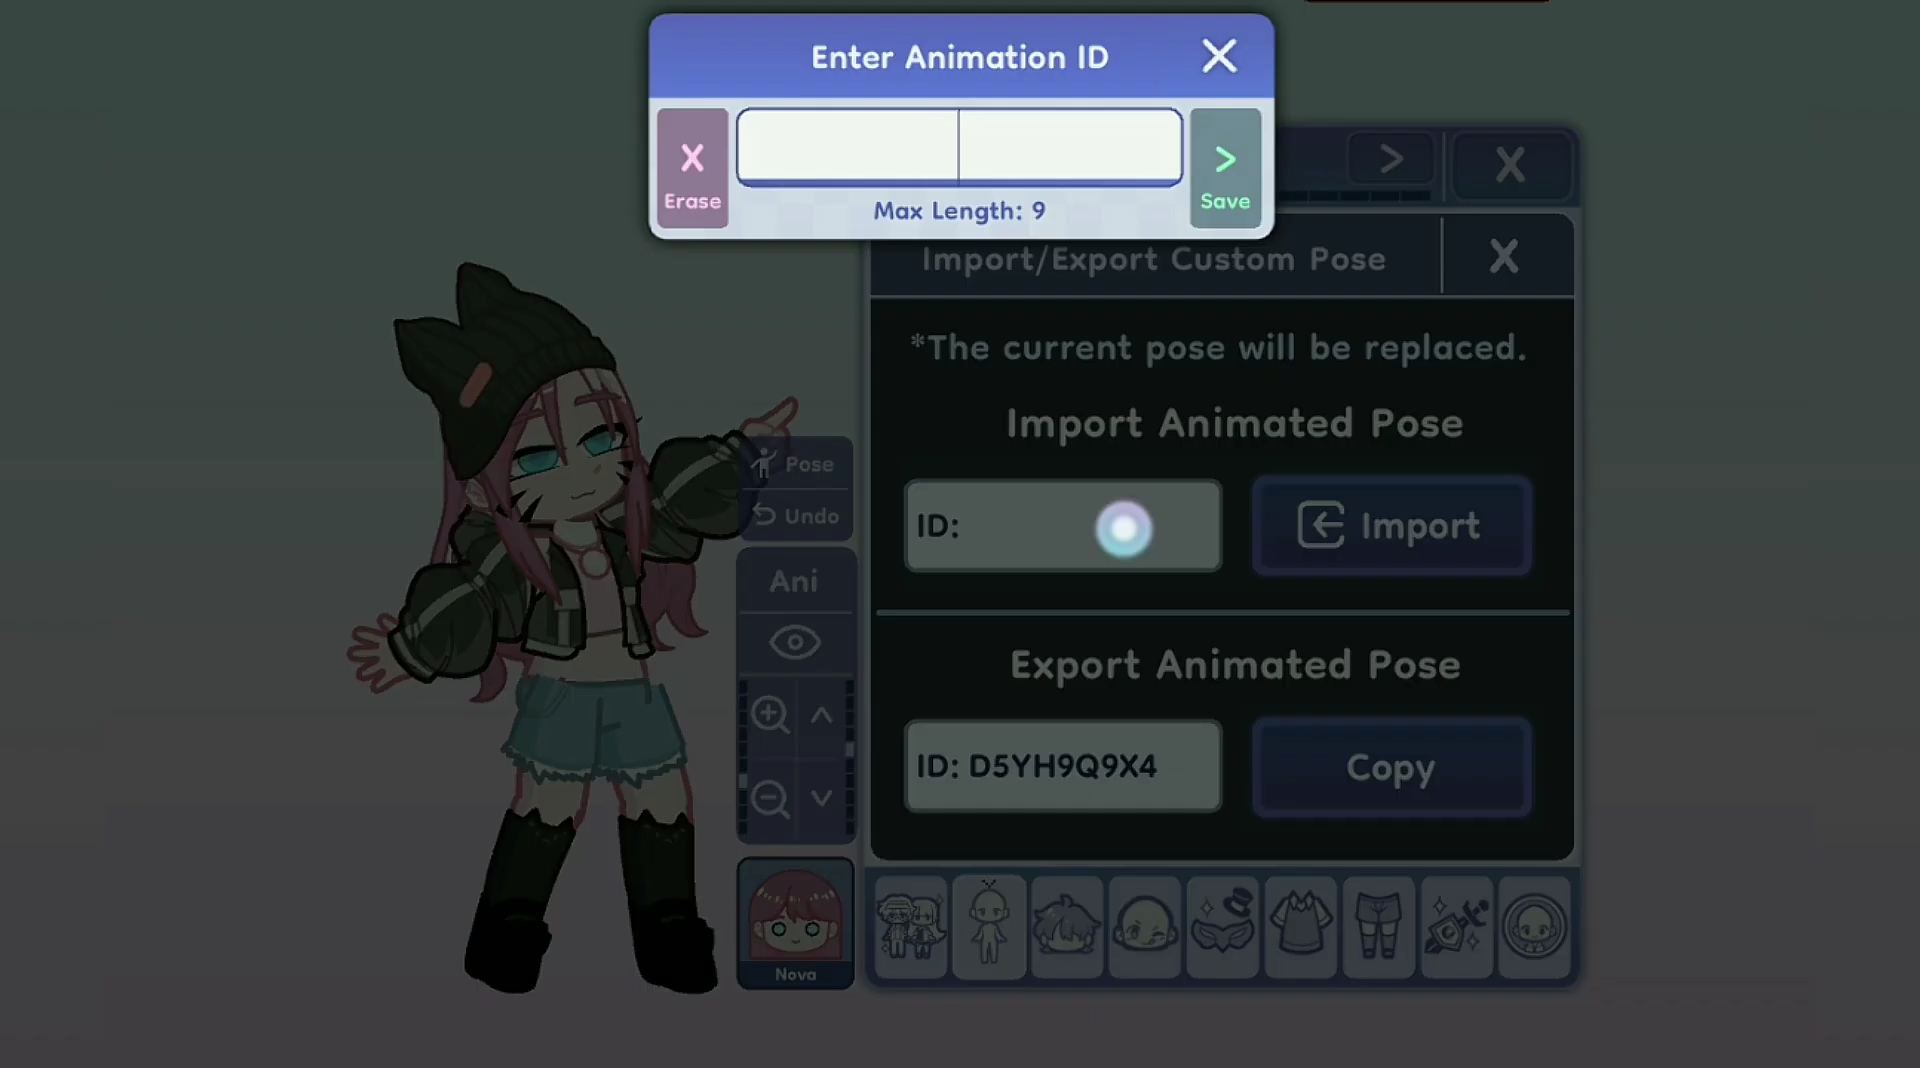 Enter Animation ID
X
Erase
Max Length: 9
>
Save
Import/Export Custom Pose
*The current pose will be replaced.
Import Animated Pose
ID:
Import
Export Animated Pose
ID: D5YH9Q9X4
Copy
Pose
Undo
Ani
Nova